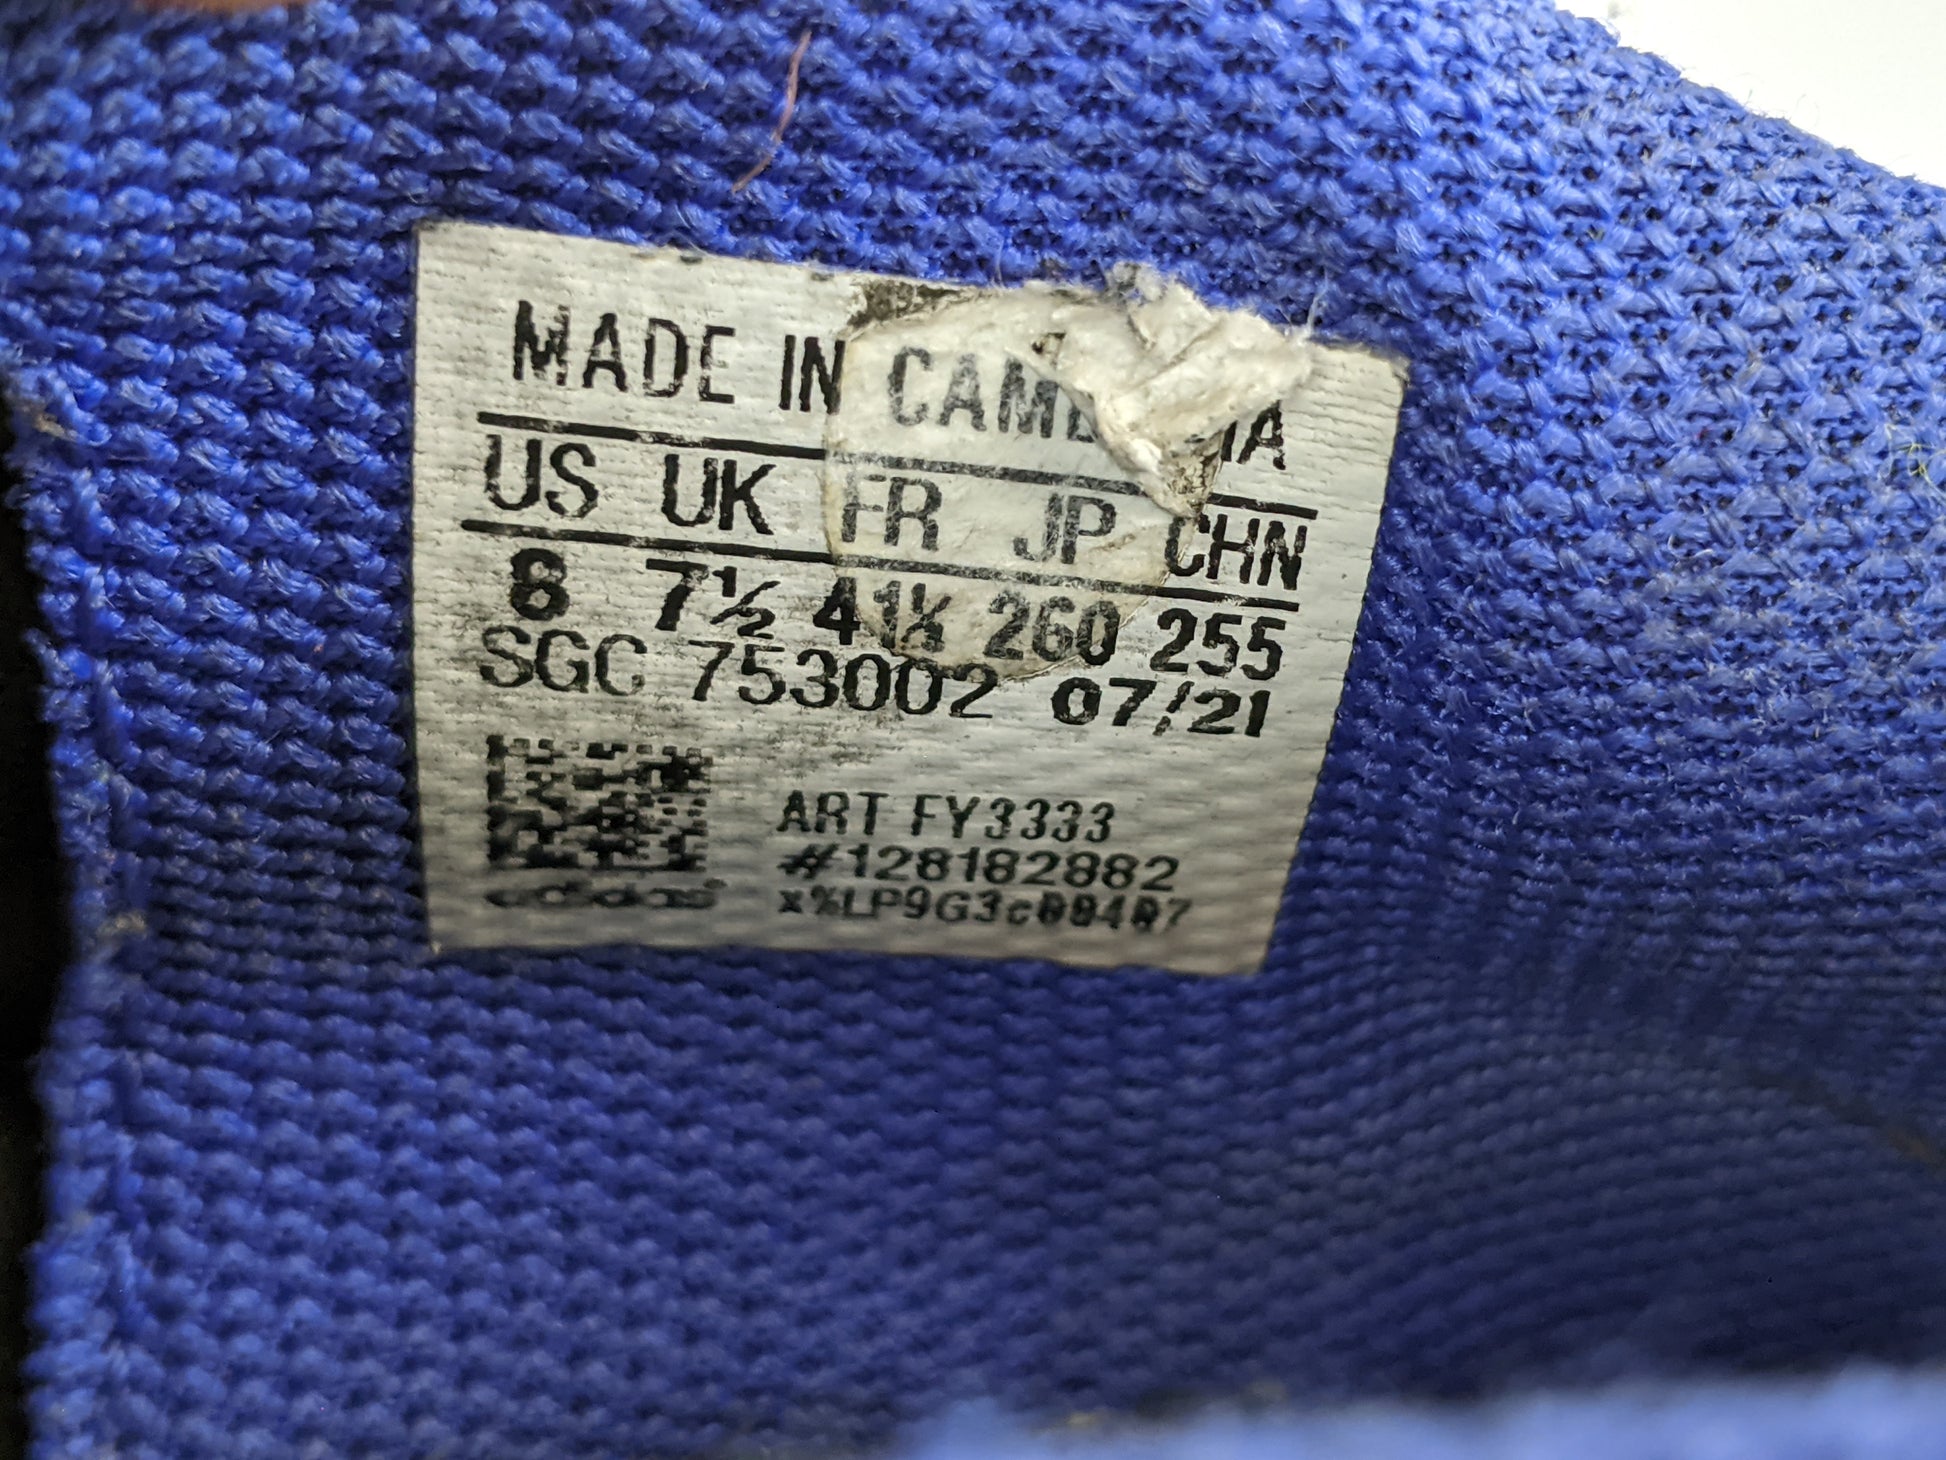 MADE IN CAMBODIA
US UK FR JP CHN
8 7½ 41⅓ 260 255
SGC 753002 07/21
ART FY3333
#128182882
adidas